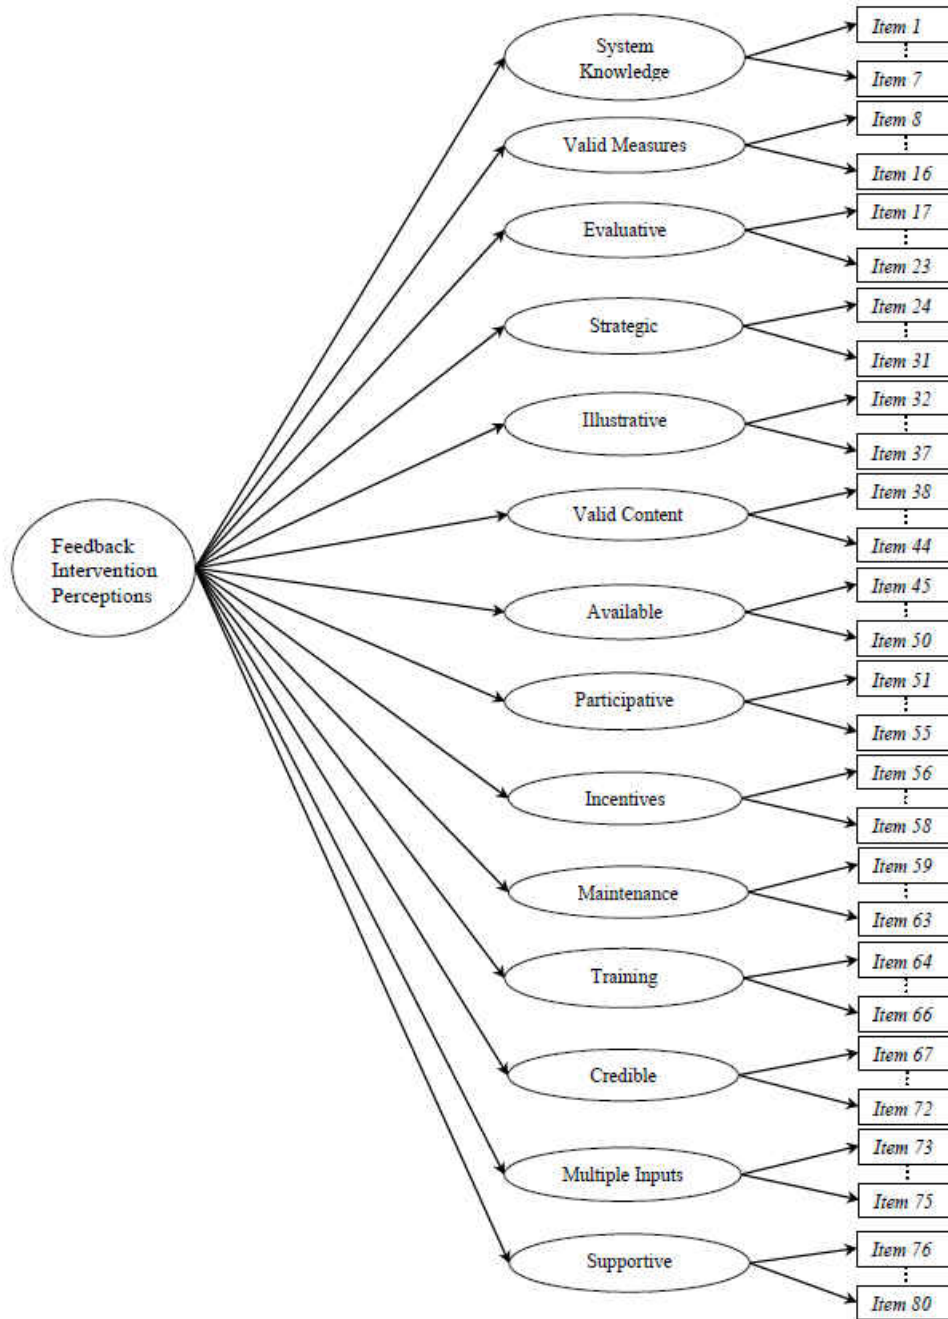 System
Knowledge
Item 1
Item 7
Valid Measures
Item 8
Item 16
Evaluative
Item 17
Item 23
Strategic
Item 24
Item 31
Illustrative
Item 32
Item 37
Valid Content
Item 38
Item 44
Feedback
Intervention
Perceptions
Available
Item 45
Item 50
Participative
Item 51
Item 55
Incentives
Item 56
Item 58
Maintenance
Item 59
Item 63
Training
Item 64
Item 66
Credible
Item 67
Item 72
Multiple Inputs
Item 73
Item 75
Supportive
Item 76
Item 80